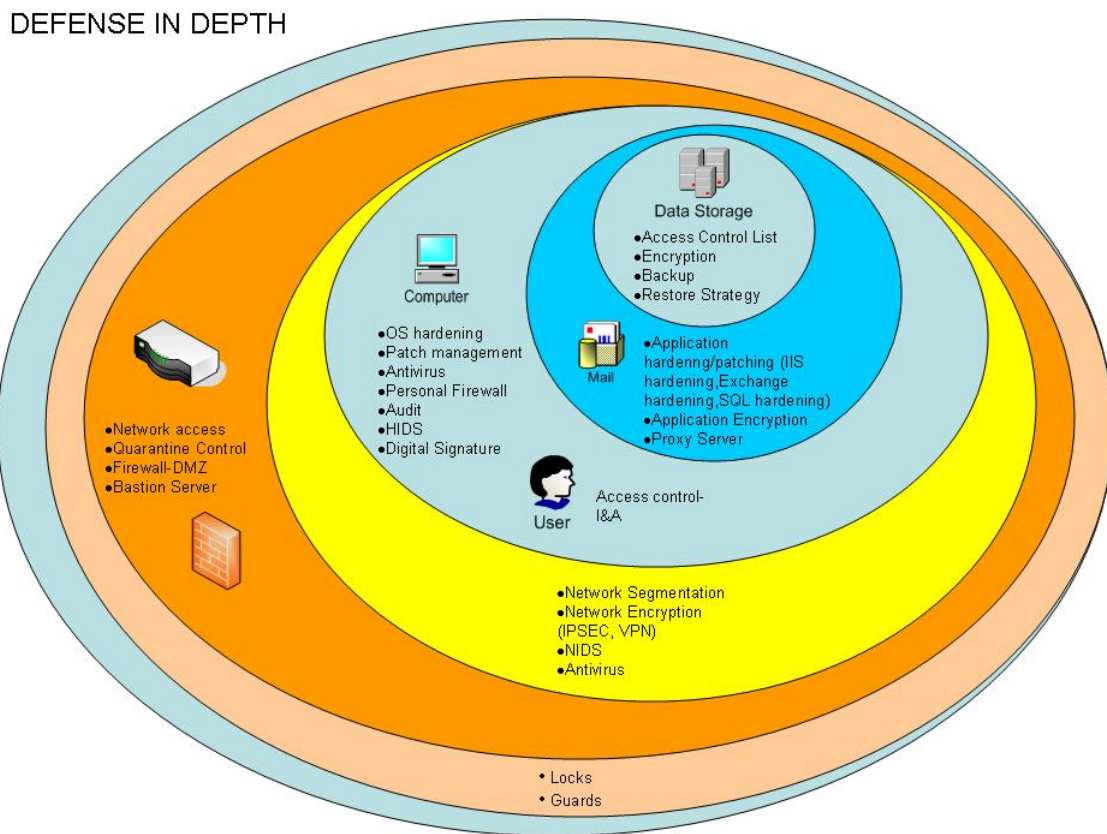 DEFENSE IN DEPTH
Data Storage
●Access Control List
●Encryption
●Backup
●Restore Strategy
Computer
●OS hardening
●Patch management
●Antivirus
●Personal Firewall
●Audit
●HIDS
●Digital Signature
Mail
●Application
hardenng/patching (IIS
hardening,Exchange
hardening,SQL hardening)
●Application Encryption
●Proxy Server
●Network access
●Quarantine Control
●Firewall-DMZ
●Bastion Server
User
Access control-
I&A
●Network Segmentation
●Network Encryption
(IPSEC, VPN)
●NIDS
●Antivirus
• Locks
• Guards